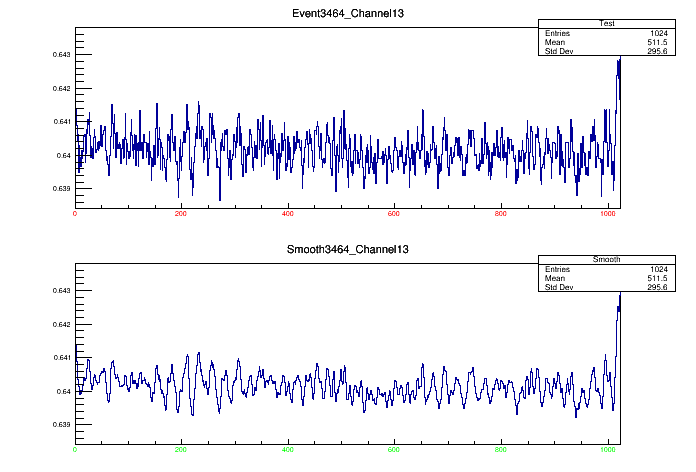 Event3464_Channel13
Test
Entries 1024
Mean 511.5
Std Dev 295.6
0.643
0.642
0.641
0.64
0.639
0 200 400 600 800 1000
Smooth3464_Channel13
Smooth
Entries 1024
Mean 511.5
Std Dev 295.6
0.643
0.642
0.641
0.64
0.639
0 200 400 600 800 1000